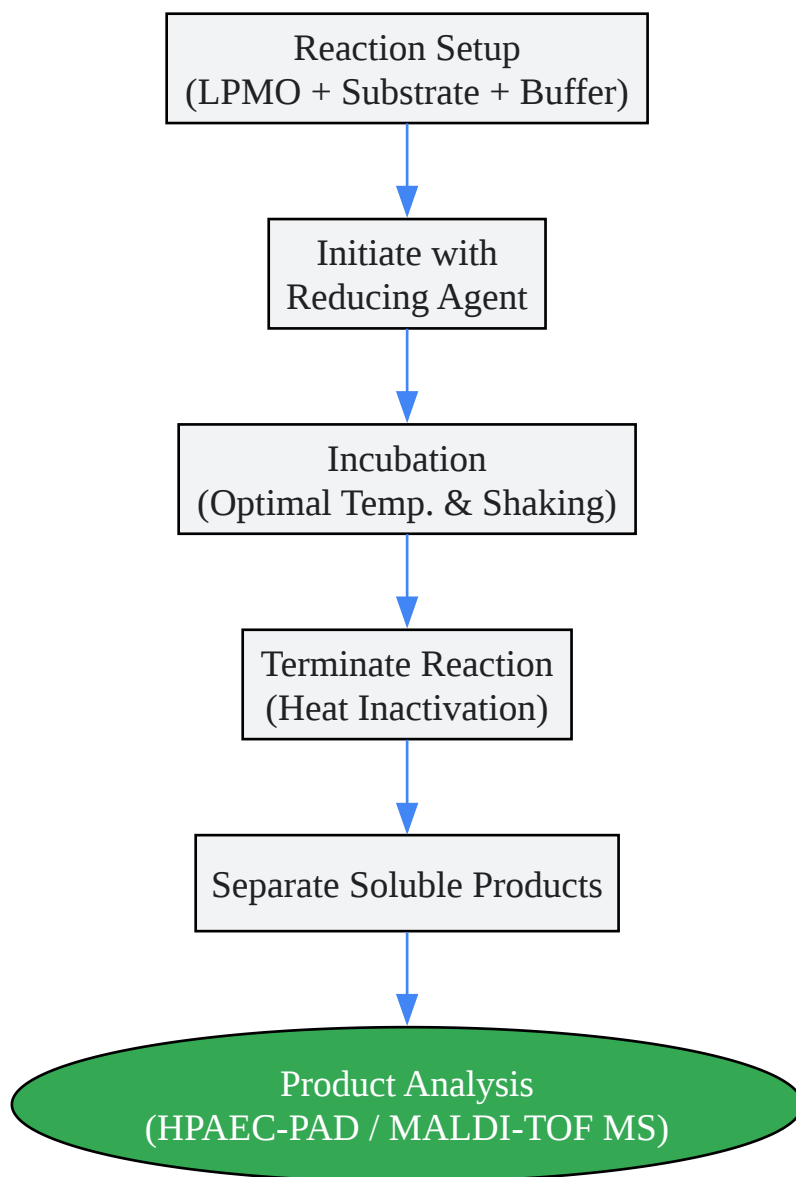 Reaction Setup
(LPMO + Substrate + Buffer)
Initiate with
Reducing Agent
Incubation
(Optimal Temp. & Shaking)
Terminate Reaction
(Heat Inactivation)
Separate Soluble Products
Product Analysis
(HPAEC-PAD / MALDI-TOF MS)